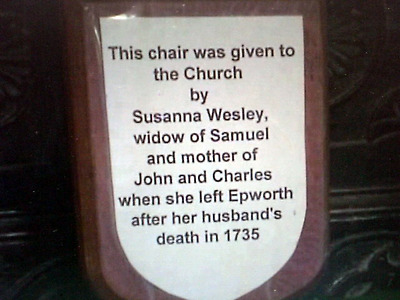 This chair was given to
the Church
by
Susanna Wesley,
widow of Samuel
and mother of
John and Charles
when she left Epworth
after her husband's
death in 1735